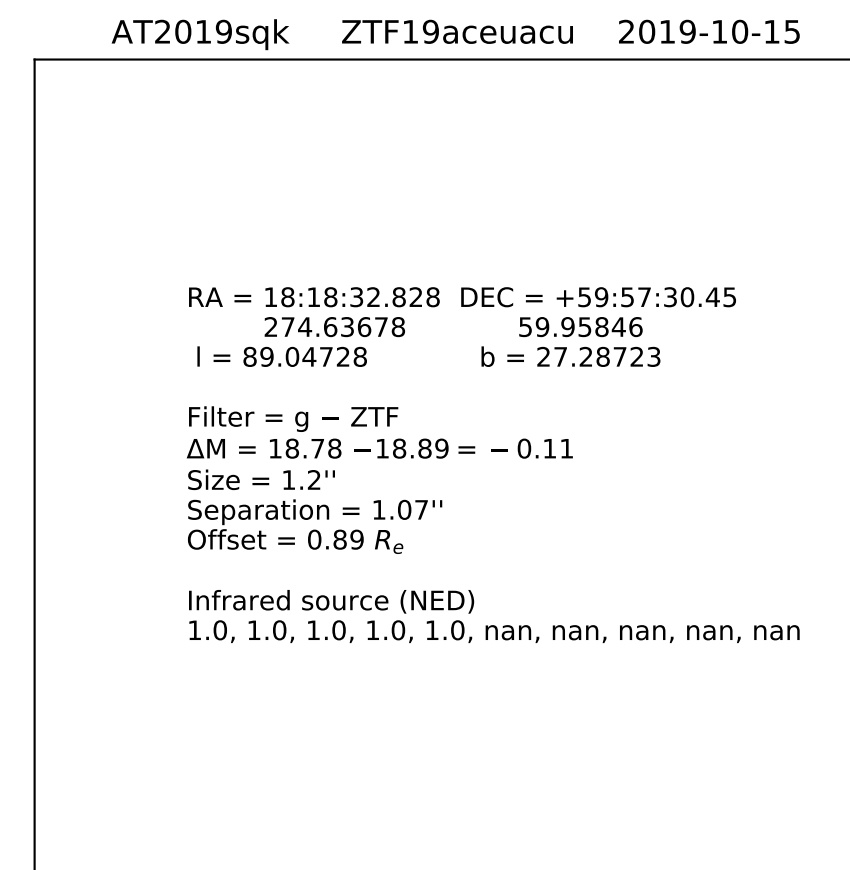 AT2019sqk ZTF19aceuacu 2019-10-15
RA = 18:18:32.828 DEC = +59:57:30.45
274.63678 59.95846
l = 89.04728 b = 27.28723
Filter = g − ZTF
ΔM = 18.78 −18.89 = − 0.11
Size = 1.2''
Separation = 1.07''
Offset = 0.89 Re
Infrared source (NED)
1.0, 1.0, 1.0, 1.0, 1.0, nan, nan, nan, nan, nan